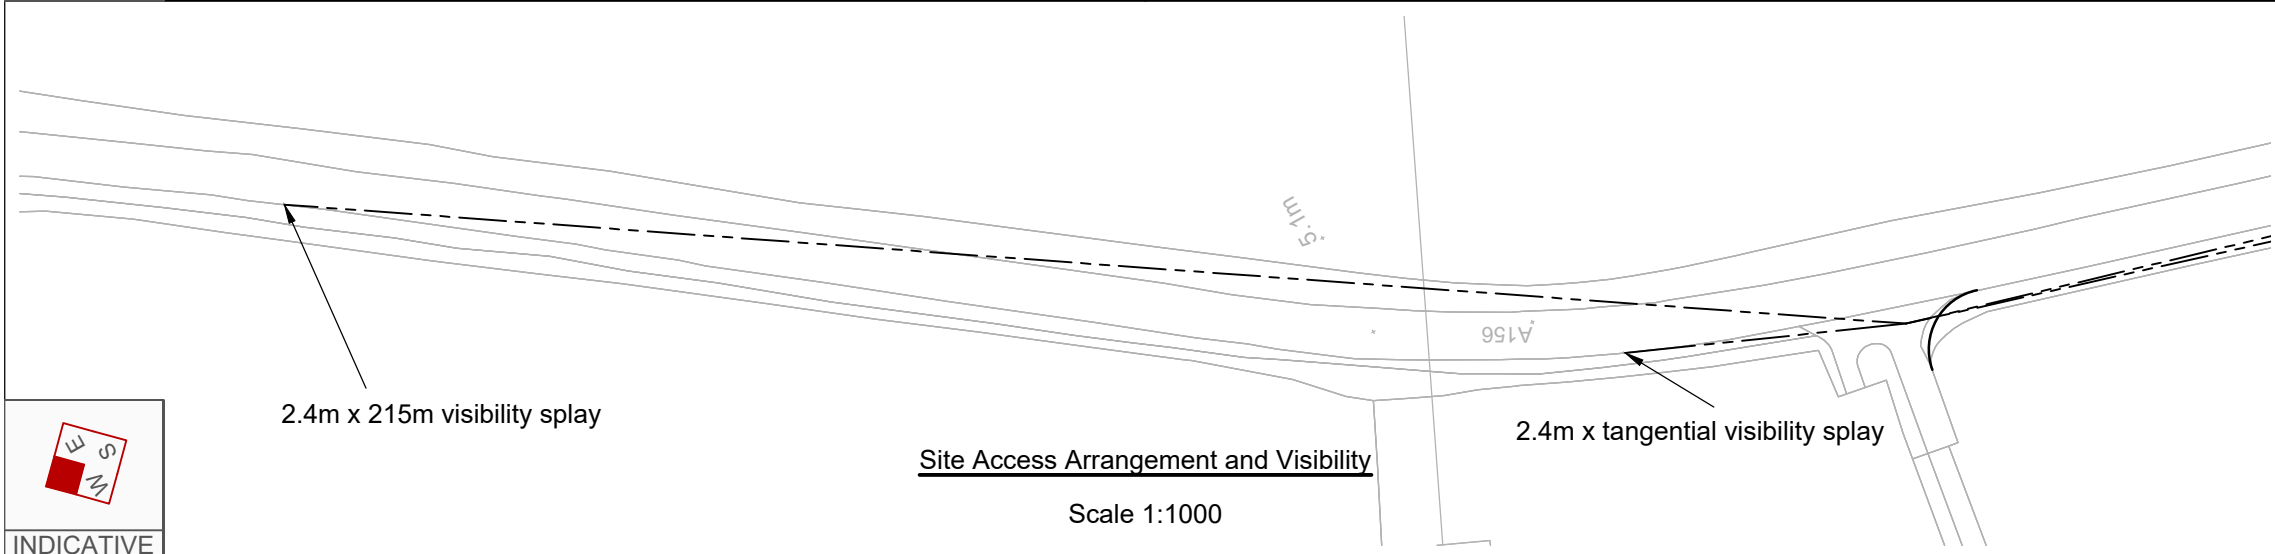 5.1m
A156
2.4m x 215m visibility splay
2.4m x tangential visibility splay
Site Access Arrangement and Visibility
Scale 1:1000
E
S
W
INDICATIVE